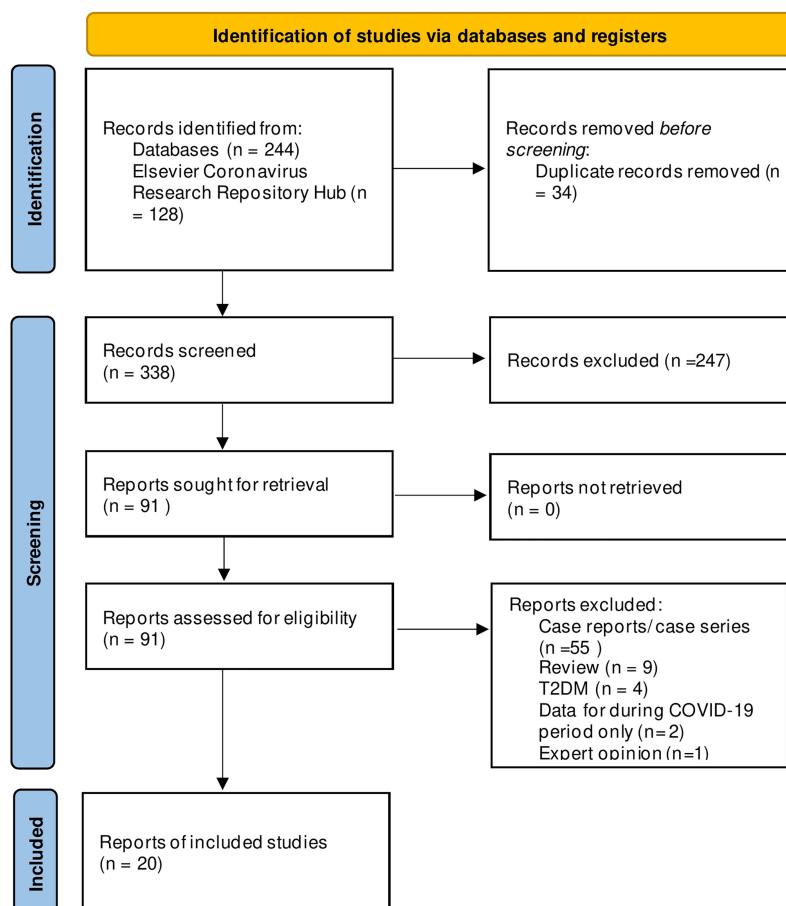 Identification of studies via databases and registers
Identification
Records identified from:
Databases (n = 244)
Elsevier Coronavirus
Research Repository Hub (n
= 128)
Records removed before
screening:
Duplicate records removed (n
= 34)
Screening
Records screened
(n = 338)
Records excluded (n =247)
Reports sought for retrieval
(n = 91 )
Reports not retrieved
(n = 0)
Reports assessed for eligibility
(n = 91)
Reports excluded:
Case reports/case series
(n =55 )
Review (n = 9)
T2DM (n = 4)
Data for during COVID-19
period only (n=2)
Expert opinion (n=1)
Included
Reports of included studies
(n = 20)